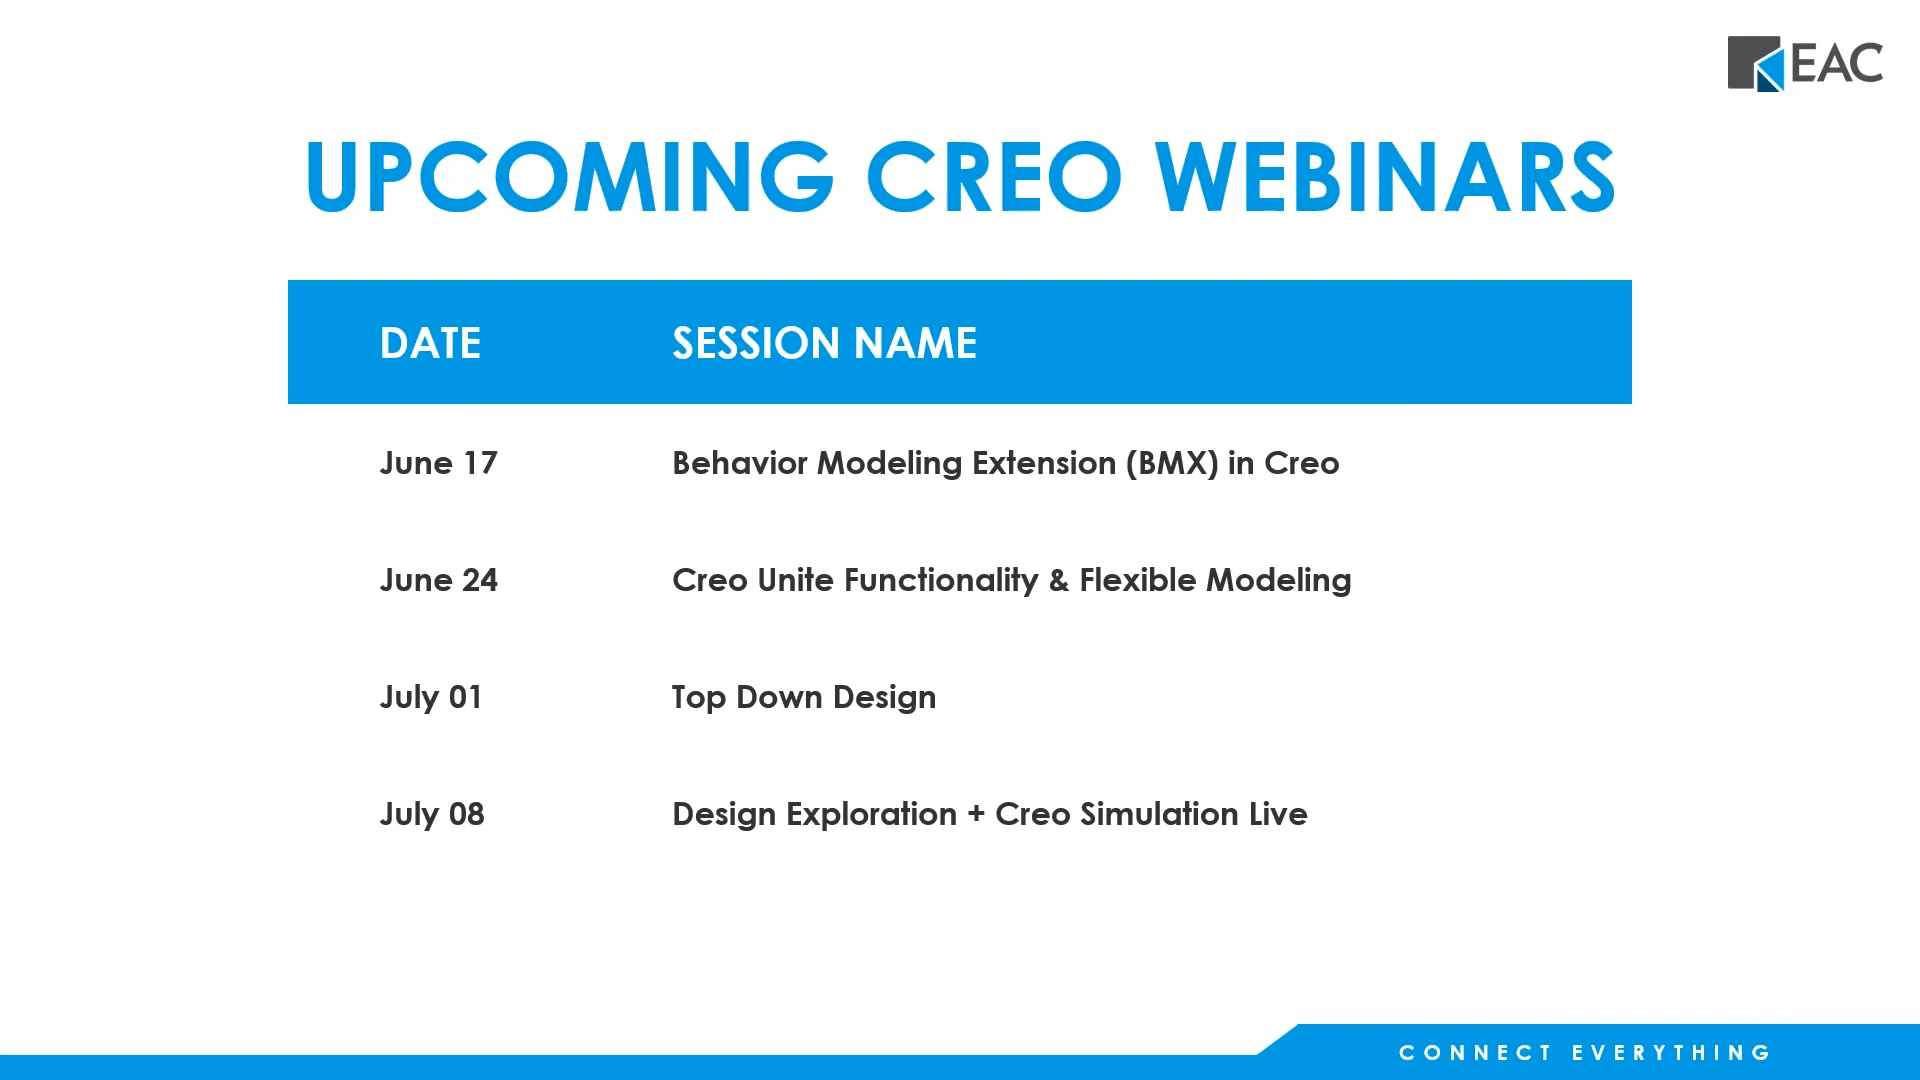 EAC
UPCOMING CREO WEBINARS
DATE SESSION NAME
June 17 Behavior Modeling Extension (BMX) in Creo
June 24 Creo Unite Functionality & Flexible Modeling
July 01 Top Down Design
July 08 Design Exploration + Creo Simulation Live
CONNECT EVERYTHING